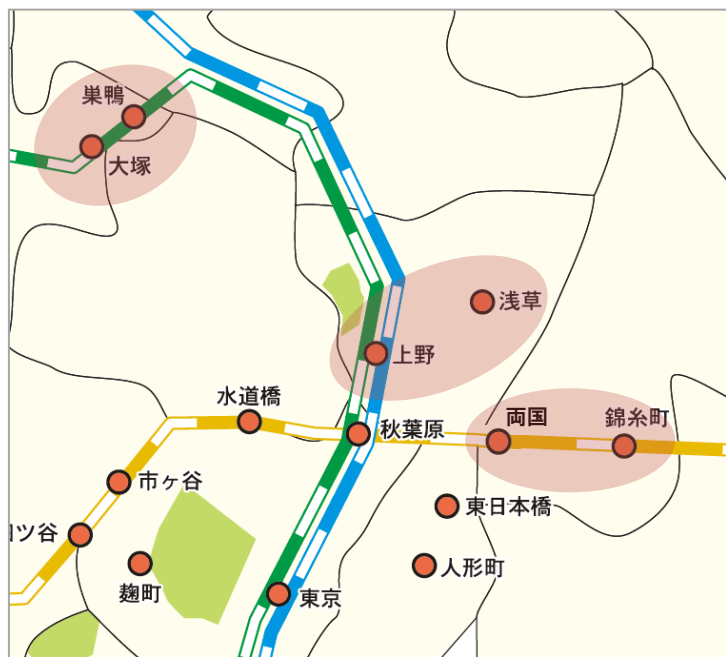 巣鴨
大塚
浅草
上野
水道橋
秋葉原
両国
錦糸町
市ヶ谷
東日本橋
ツ谷
麹町
人形町
東京